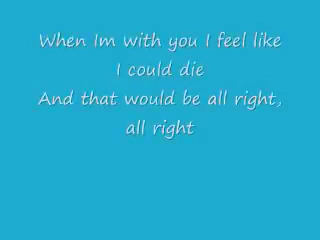 When Im with you I feel like
I could die
And that would be all right,
all right